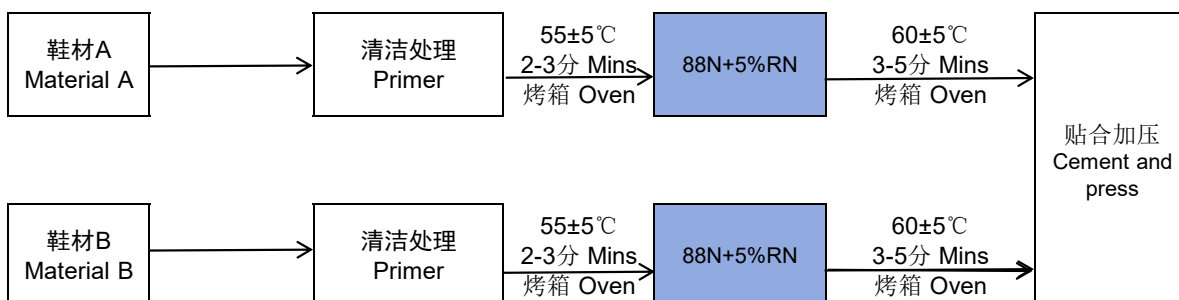 鞋材A
Material A
清洁处理
Primer
55±5℃
2-3分 Mins
烤箱 Oven
88N+5%RN
60±5℃
3-5分 Mins
烤箱 Oven
贴合加压
Cement and
press
鞋材B
Material B
清洁处理
Primer
55±5℃
2-3分 Mins
烤箱 Oven
88N+5%RN
60±5℃
3-5分 Mins
烤箱 Oven